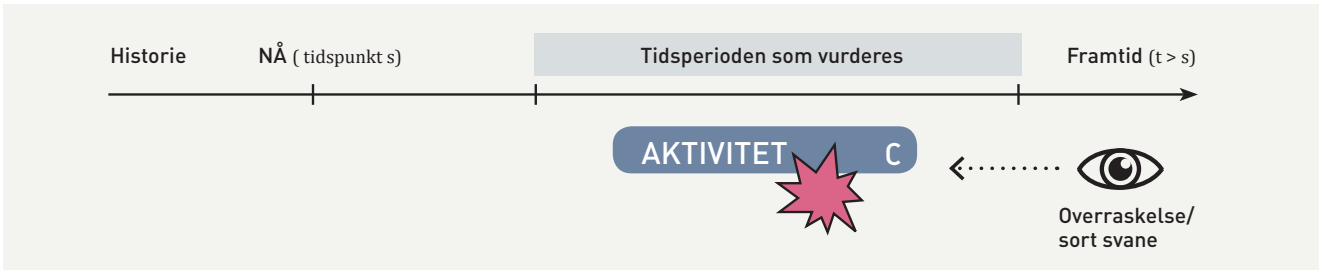 Historie NÅ ( tidspunkt s) Tidsperioden som vurderes Framtid (t > s)
AKTIVITET C
Overraskelse/
sort svane